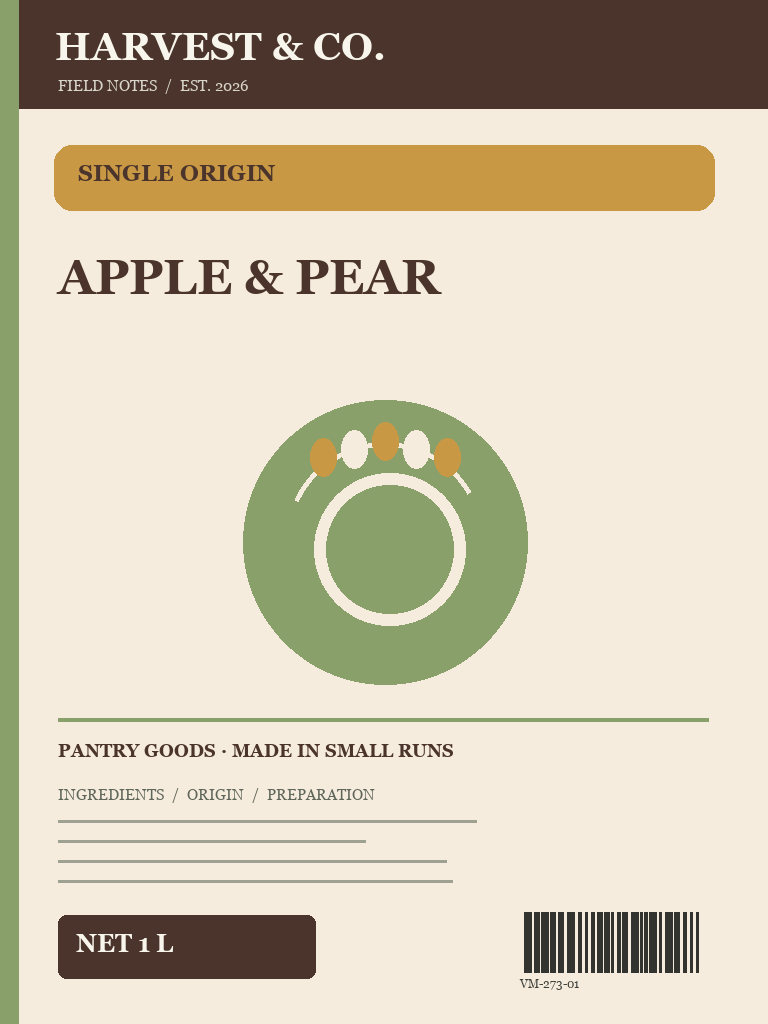 HARVEST & CO.
FIELD NOTES / EST. 2026
SINGLE ORIGIN
APPLE & PEAR
PANTRY GOODS · MADE IN SMALL RUNS
INGREDIENTS / ORIGIN / PREPARATION
NET 1 L
VM-273-01